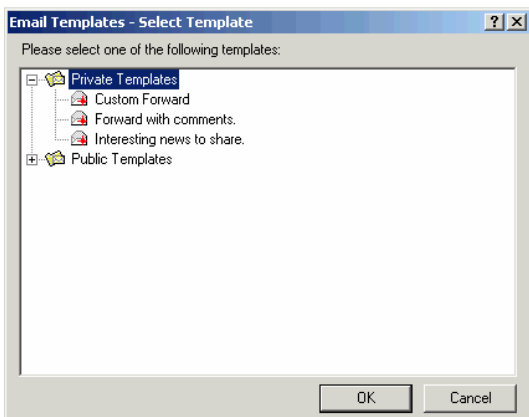 Email Templates - Select Template
Please select one of the following templates:
Private Templates
Custom Forward
Forward with comments.
Interesting news to share.
Public Templates
OK Cancel